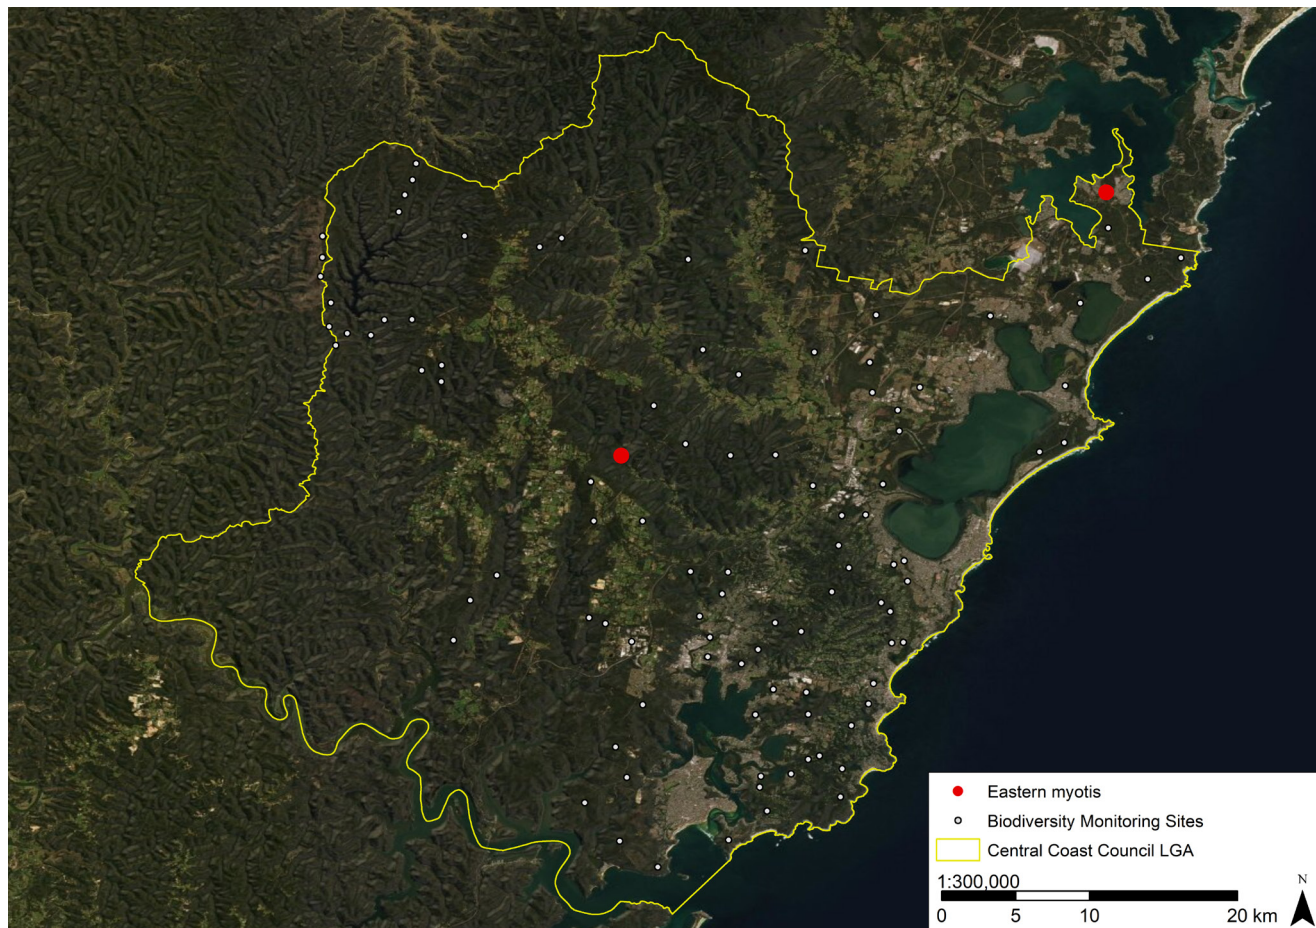 Eastern myotis
Biodiversity Monitoring Sites
Central Coast Council LGA
1:300,000
N
0 5 10 20 km